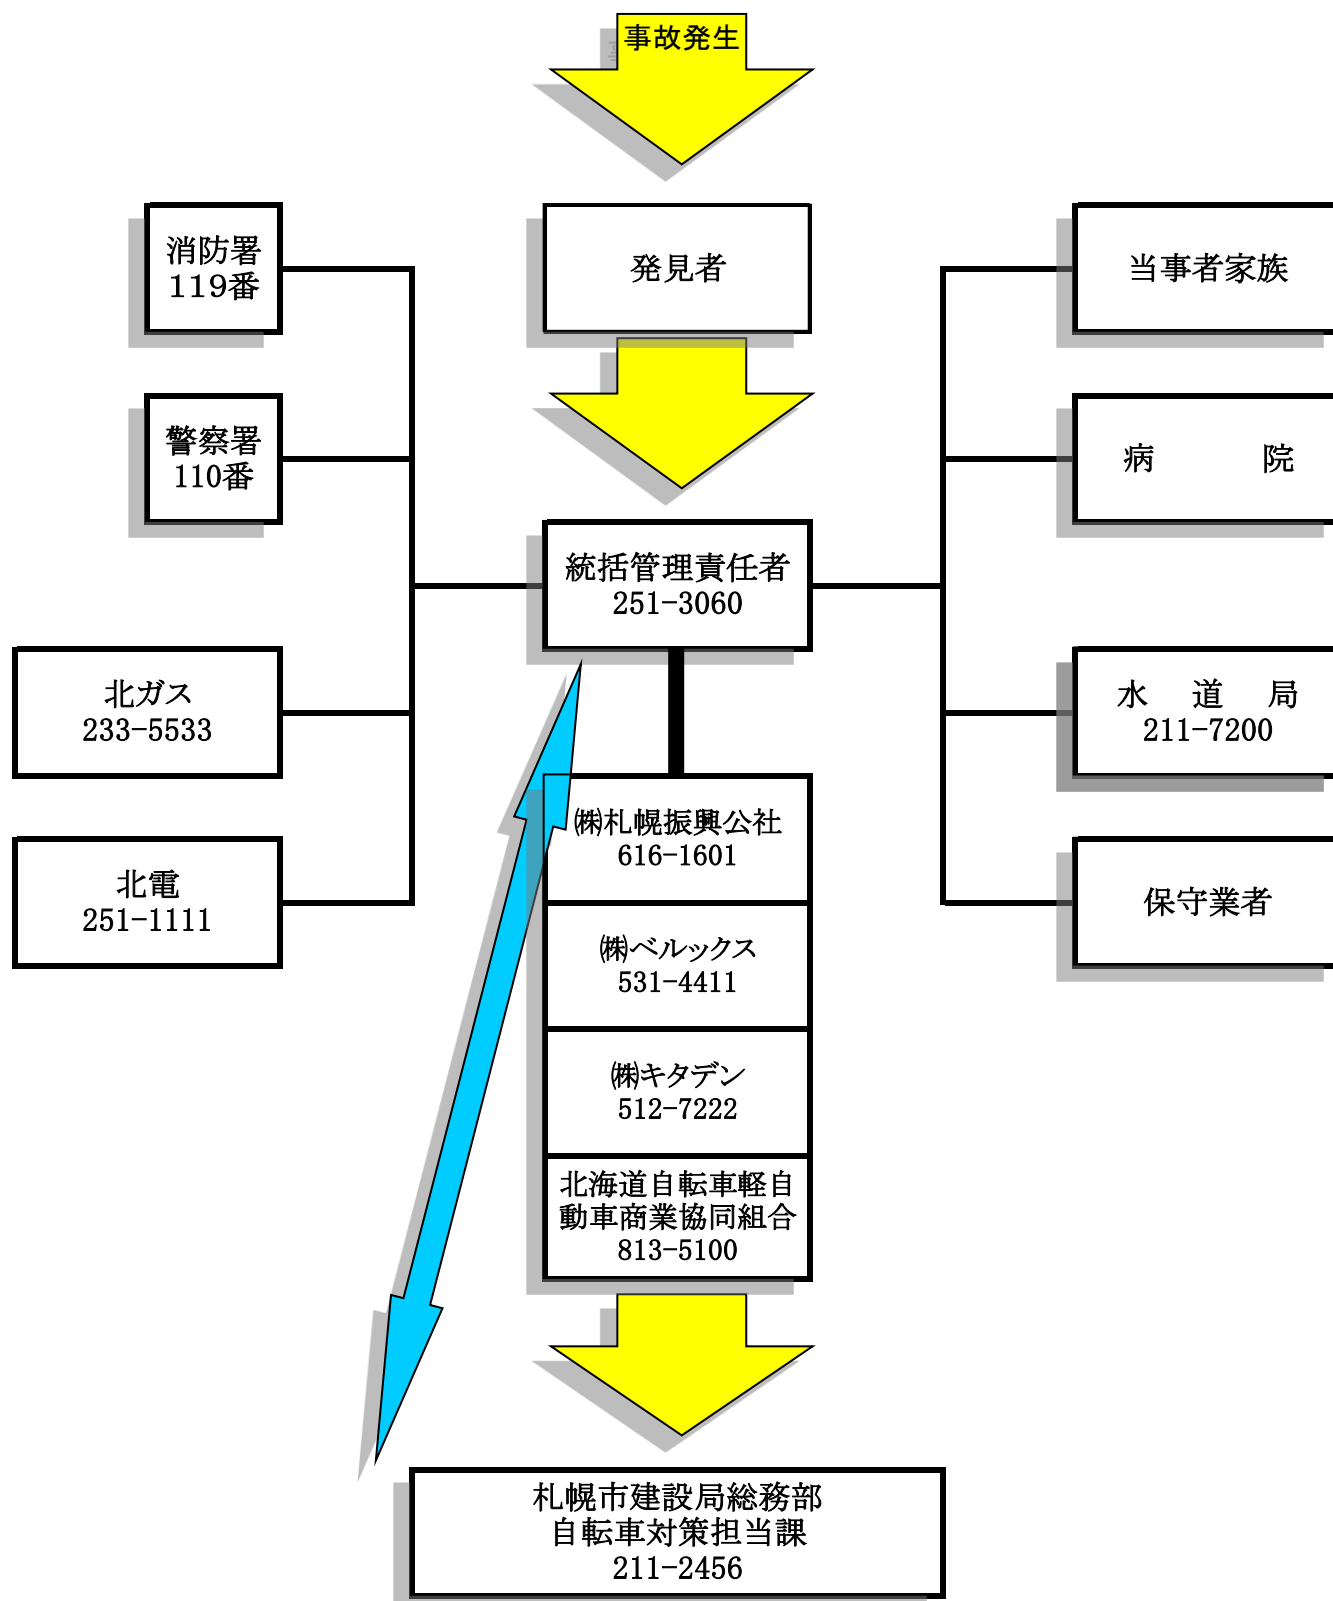 事故発生
消防署
119番
発見者
当事者家族
警察署
110番
病　　院
統括管理責任者
251-3060
北ガス
233-5533
水　道　局
211-7200
㈱札幌振興公社
616-1601
北電
251-1111
保守業者
㈱ベルックス
531-4411
㈱キタデン
512-7222
北海道自転車軽自
動車商業協同組合
813-5100
札幌市建設局総務部
自転車対策担当課
211-2456